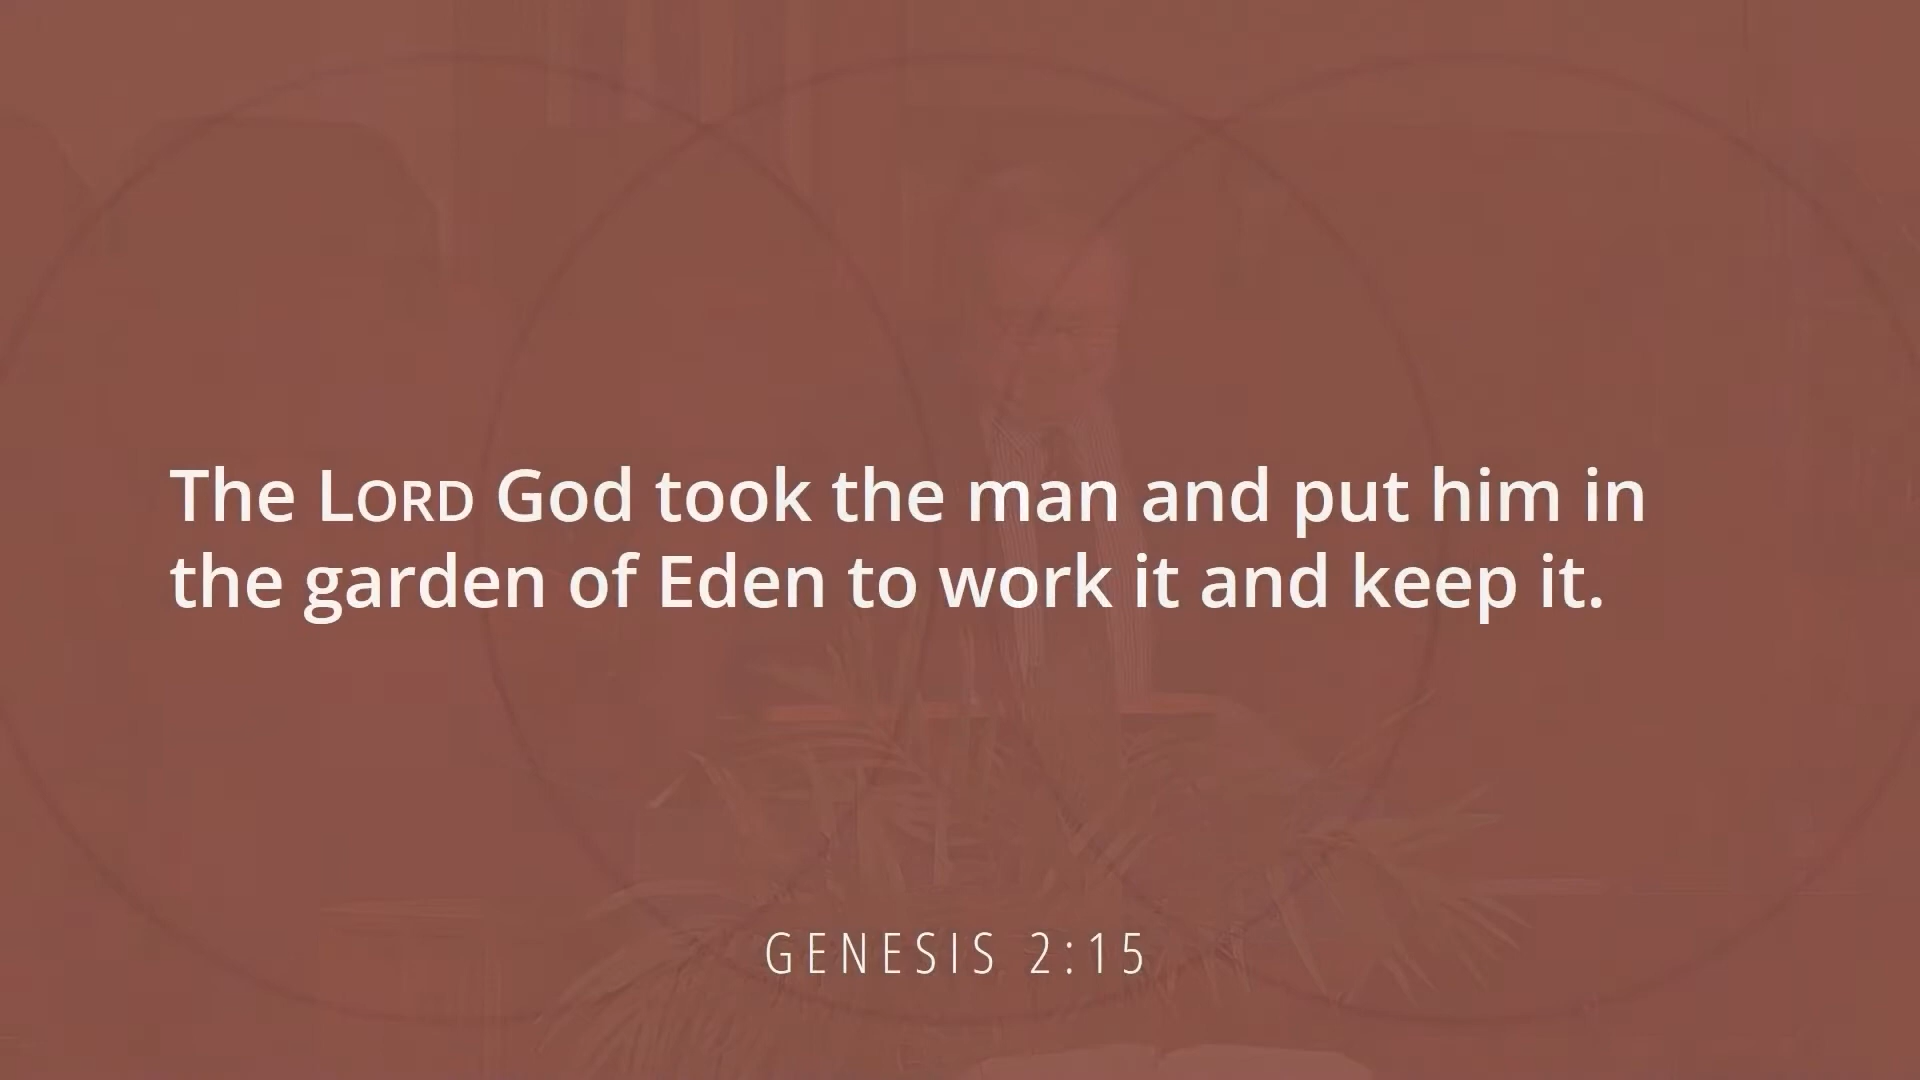 The LORD God took the man and put him in
the garden of Eden to work it and keep it.
GENESIS 2:15